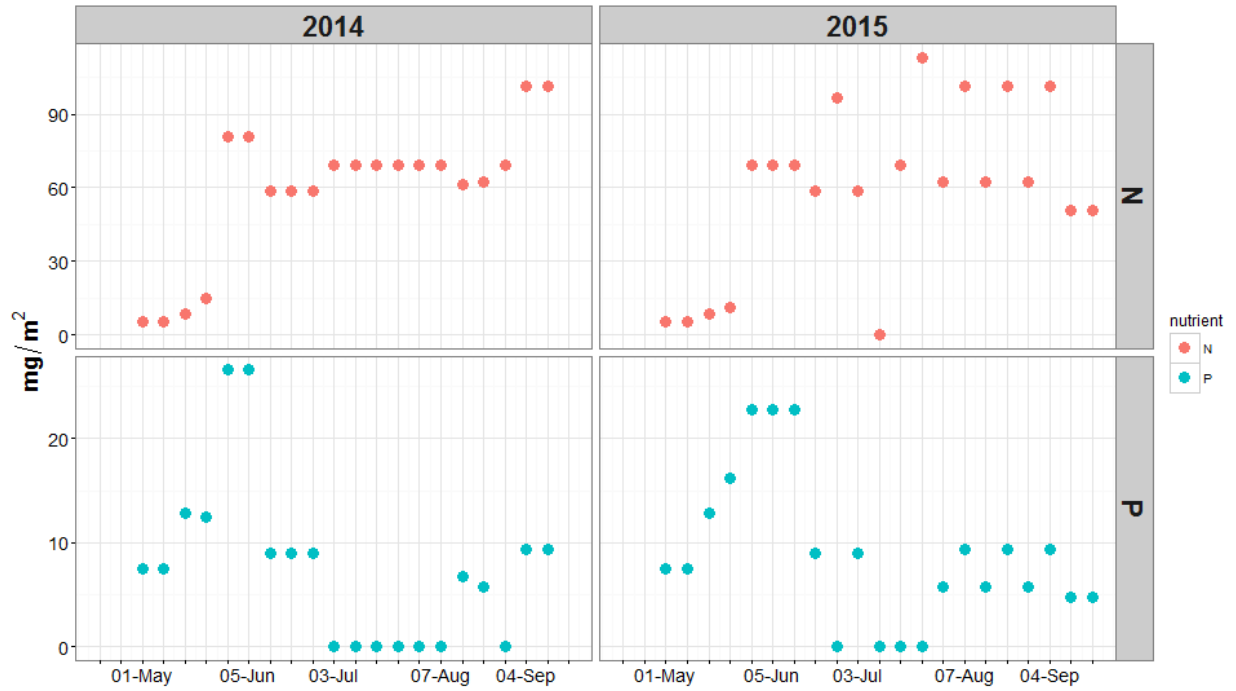 2014 2015
90
60
30
0
N
mg/m²
20
10
0
P
01-May 05-Jun 03-Jul 07-Aug 04-Sep 01-May 05-Jun 03-Jul 07-Aug 04-Sep
nutrient
N
P